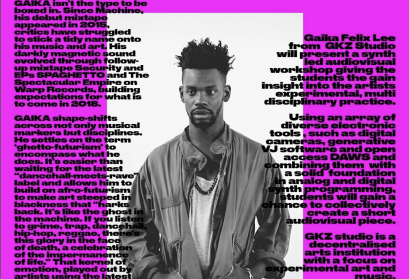 GAIKA isn't the type to be
boxed in. Since Machine,
his debut mixtape
appeared in 2015,
critics have struggled
to stick a tidy name onto
his music and art. His
darkly magnetic sound
evolved through follow-
up mixtape Security and
EPs SPAGHETTO and The
Spectacular Empire on
Warp Records, building
expectations for what is
to come in 2018.
GAIKA shape-shifts
across not only musical
markers but disciplines.
He settles on the term
'ghetto-futurism' to
encompass what he
does. It's easier than
waiting for the latest
"dancehall-meets-rave"
label and allows him to
build on afro-futurism
to make art steeped in
blackness that "harks
back. It's like the ghost in
the machine. If you listen
to grime, trap, dancehall,
hip-hop, reggae, there's
this glory in the face
of death, a celebration
of the impermanence
of life." That kernel of
emotion, played out by
artists using the latest
Gaika Felix Lee
from GKZ Studio
will present a synth
led audiovisual
workshop giving the
students the gain
insight into the artists
experimental, multi
disciplinary practice.
Using an array of
diverse electronic
tools, such as digital
cameras, generative
VJ software and open
access DAWS and
combining them with
a solid foundation
in analog and digital
synth programming,
students will gain a
chance to collectively
create a short
audiovisual piece.
GKZ studio is a
decentralised
arts institution
with a focus on
experimental art and
music.